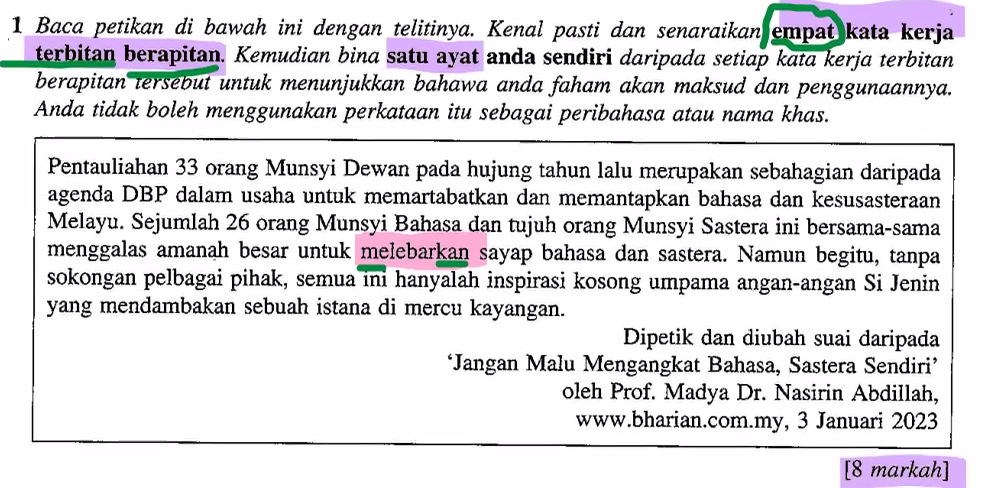 1 Baca petikan di bawah ini dengan telitinya. Kenal pasti dan senaraikan empat kata kerja
terbitan berapitan. Kemudian bina satu ayat anda sendiri daripada setiap kata kerja terbitan
berapitan tersebut untuk menunjukkan bahawa anda faham akan maksud dan penggunaannya.
Anda tidak boleh menggunakan perkataan itu sebagai peribahasa atau nama khas.
Pentauliahan 33 orang Munsyi Dewan pada hujung tahun lalu merupakan sebahagian daripada
agenda DBP dalam usaha untuk memartabatkan dan memantapkan bahasa dan kesusasteraan
Melayu. Sejumlah 26 orang Munsyi Bahasa dan tujuh orang Munsyi Sastera ini bersama-sama
menggalas amanah besar untuk melebarkan sayap bahasa dan sastera. Namun begitu, tanpa
sokongan pelbagai pihak, semua ini hanyalah inspirasi kosong umpama angan-angan Si Jenin
yang mendambakan sebuah istana di mercu kayangan.
Dipetik dan diubah suai daripada
‘Jangan Malu Mengangkat Bahasa, Sastera Sendiri’
oleh Prof. Madya Dr. Nasirin Abdillah,
www.bharian.com.my, 3 Januari 2023
[8 markah]